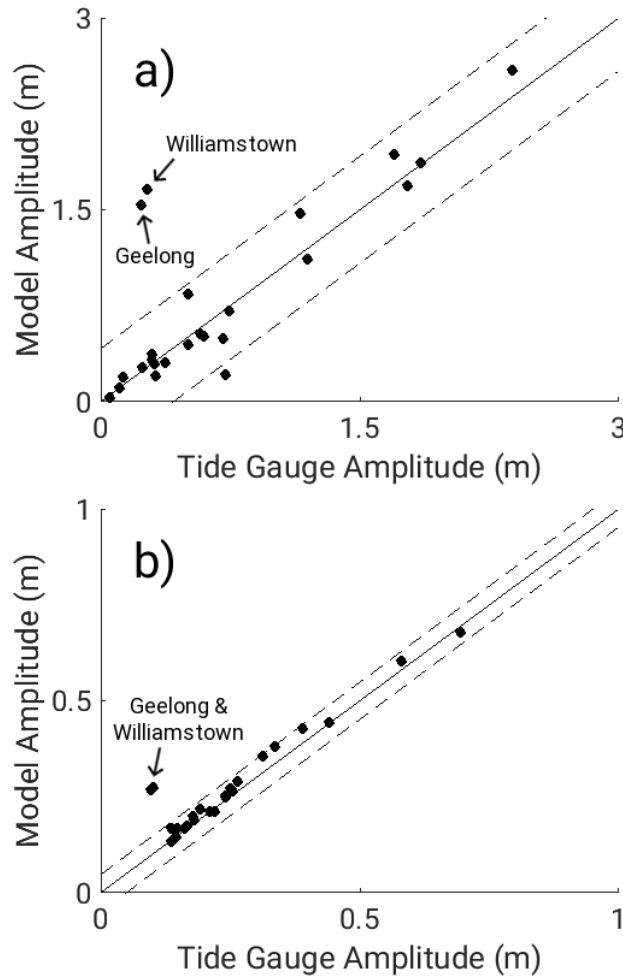 3
a)
Williamstown
1.5
Geelong
0
0
1.5
3
Model Amplitude (m)
Tide Gauge Amplitude (m)
1
b)
Geelong &
Williamstown
0.5
0
0
0.5
1
Model Amplitude (m)
Tide Gauge Amplitude (m)